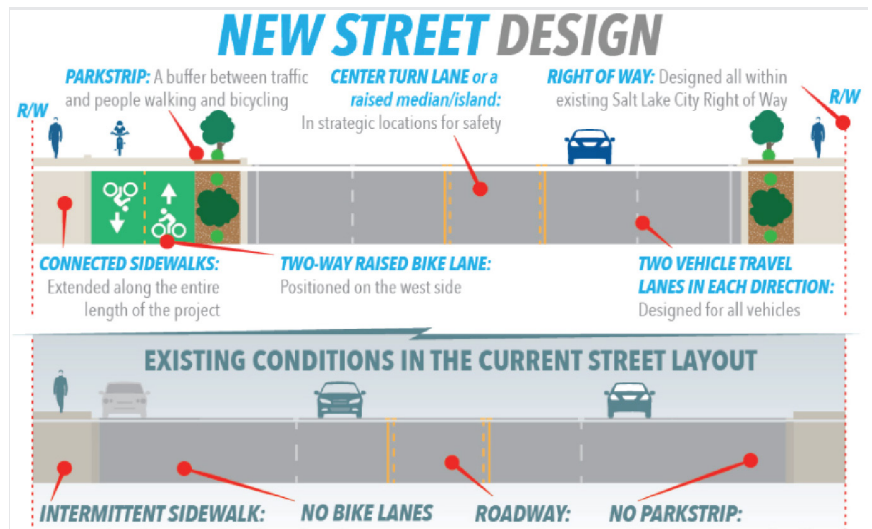 NEW STREET DESIGN
PARKSTRIP: A buffer between traffic
and people walking and bicycling
CENTER TURN LANE or a
raised median/island:
In strategic locations for safety
RIGHT OF WAY: Designed all within
existing Salt Lake City Right of Way
R/W
R/W
CONNECTED SIDEWALKS:
Extended along the entire
length of the project
TWO-WAY RAISED BIKE LANE:
Positioned on the west side
TWO VEHICLE TRAVEL
LANES IN EACH DIRECTION:
Designed for all vehicles
EXISTING CONDITIONS IN THE CURRENT STREET LAYOUT
INTERMITTENT SIDEWALK:
NO BIKE LANES
ROADWAY:
NO PARKSTRIP: